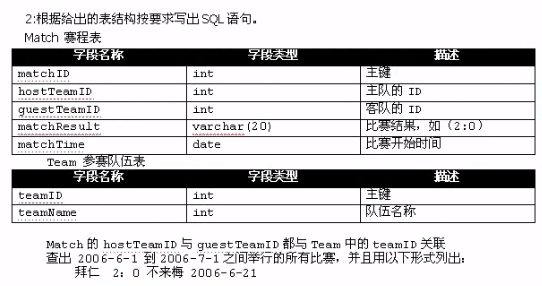 2:根据给出的表结构按要求写出SQL语句。
Match 赛程表
字段名称 字段类型 描述
matchID int 主键
hostTeamID int 主队的 ID
guestTeamID int 客队的 ID
matchResult varchar(20) 比赛结果，如（2:0）
matchTime date 比赛开始时间
Team 参赛队伍表
字段名称 字段类型 描述
teamID int 主键
teamName int 队伍名称
Match 的 hostTeamID 与 guestTeamID 都与 Team 中的 teamID 关联
查出 2006-6-1 到 2006-7-1 之间举行的所有比赛，并且用以下形式列出：
拜仁 2：0 不来梅 2006-6-21